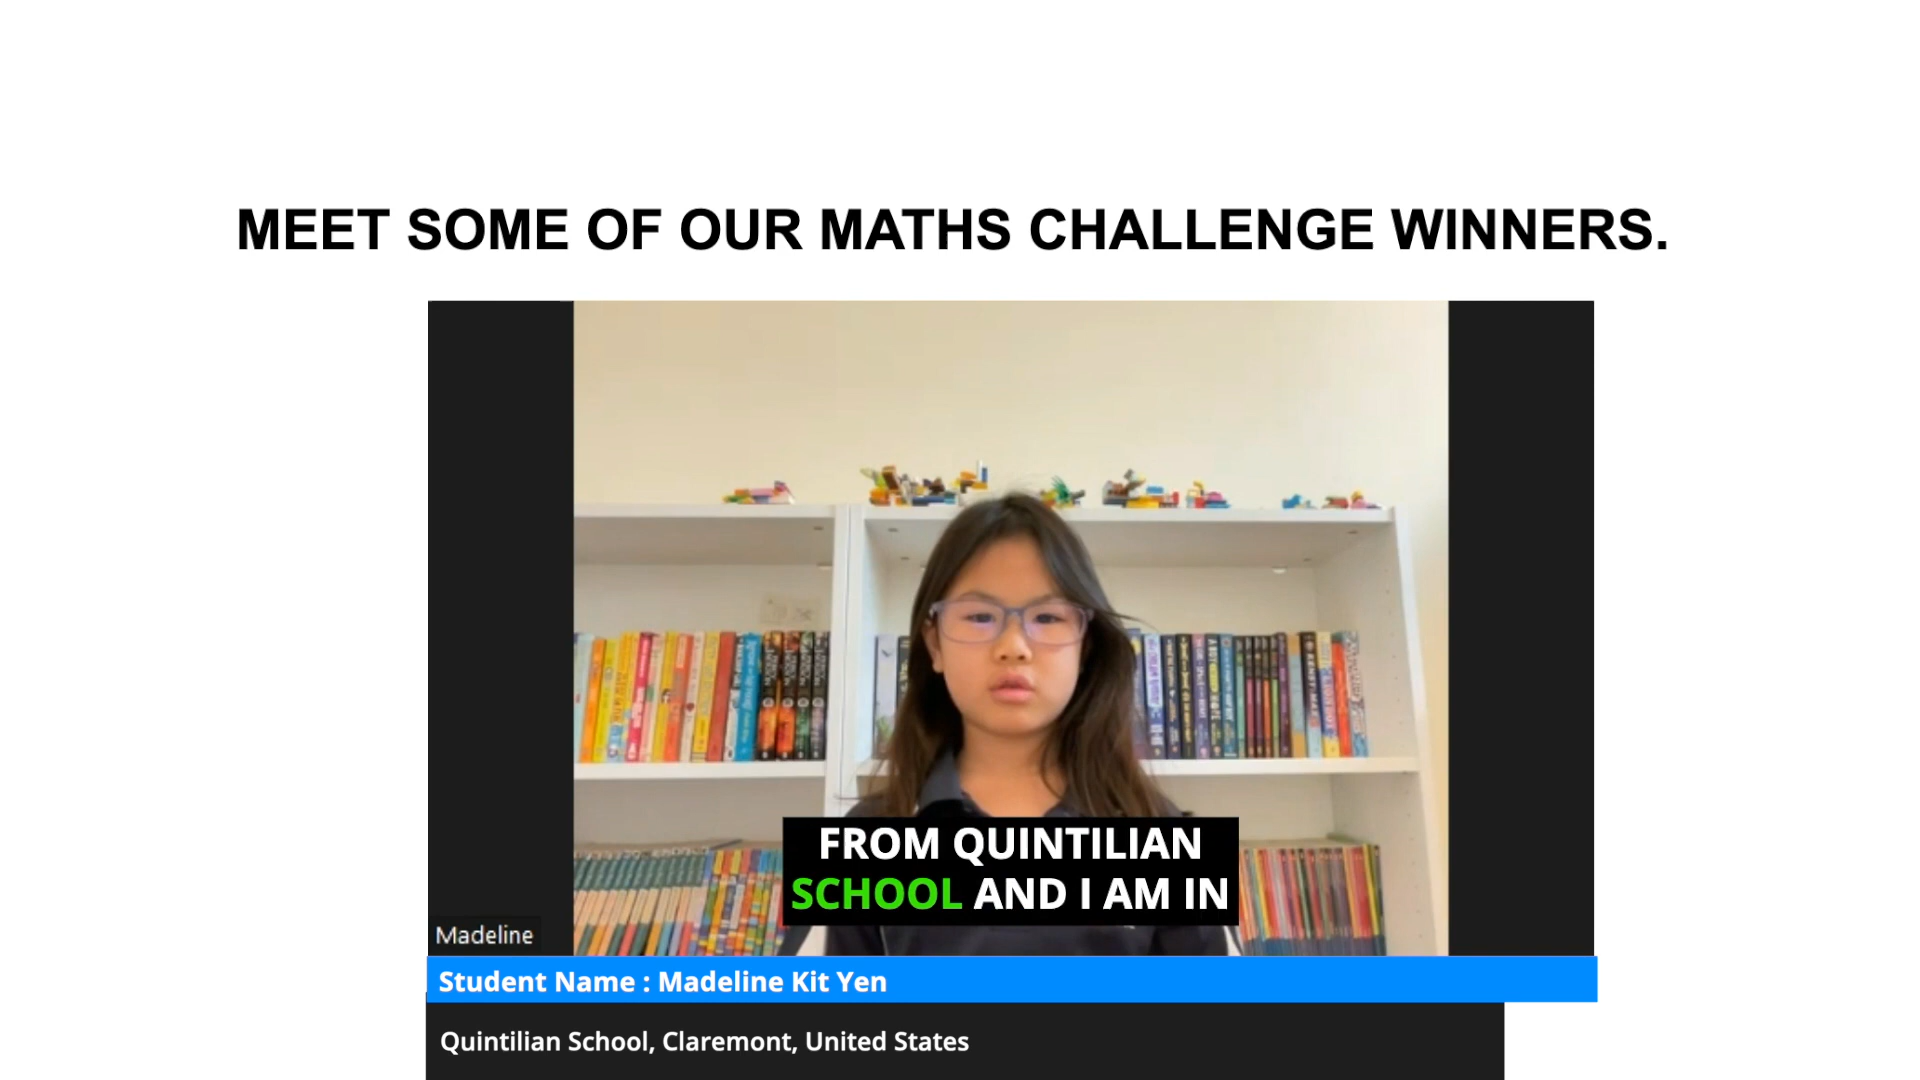 MEET SOME OF OUR MATHS CHALLENGE WINNERS.
FROM QUINTILIAN
SCHOOL AND I AM IN
Madeline
Student Name : Madeline Kit Yen
Quintilian School, Claremont, United States